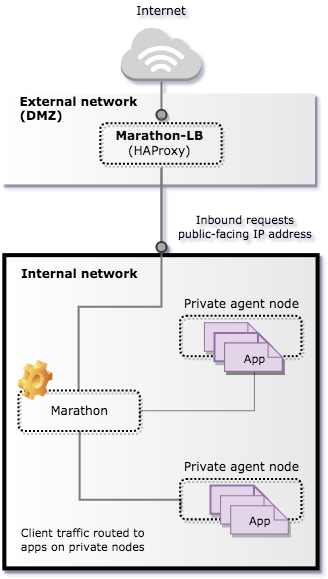 Internet
External network
(DMZ)
Marathon-LB
(HAProxy)
Inbound requests
public-facing IP address
Internal network
Private agent node
App
Marathon
Private agent node
App
Client traffic routed to
apps on private nodes